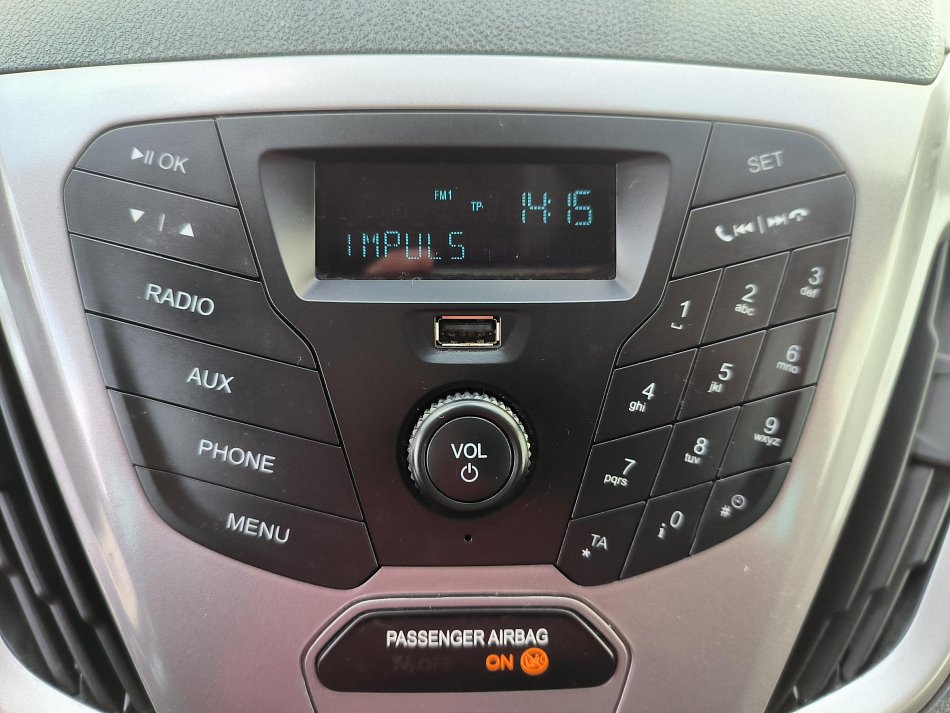 OK
SET
FM1
TP
14:15
IMPULS
RADIO
AUX
PHONE
MENU
1
2
abc
3
def
4
ghi
5
jkl
6
mno
7
pqrs
8
tuv
9
wxyz
TA
*
0
#
VOL
PASSENGER AIRBAG
OFF
ON